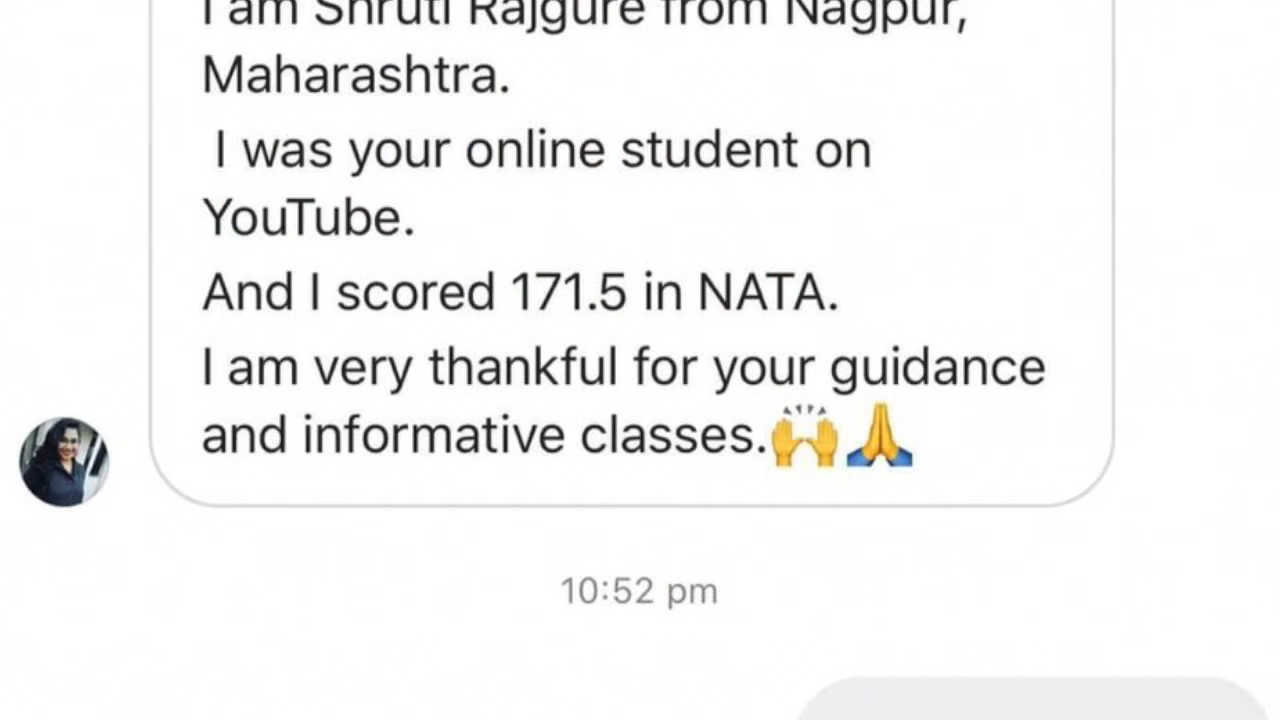 I am Shruti Rajgure from Nagpur,
Maharashtra.
I was your online student on
YouTube.
And I scored 171.5 in NATA.
I am very thankful for your guidance
and informative classes.🙌🙏
10:52 pm